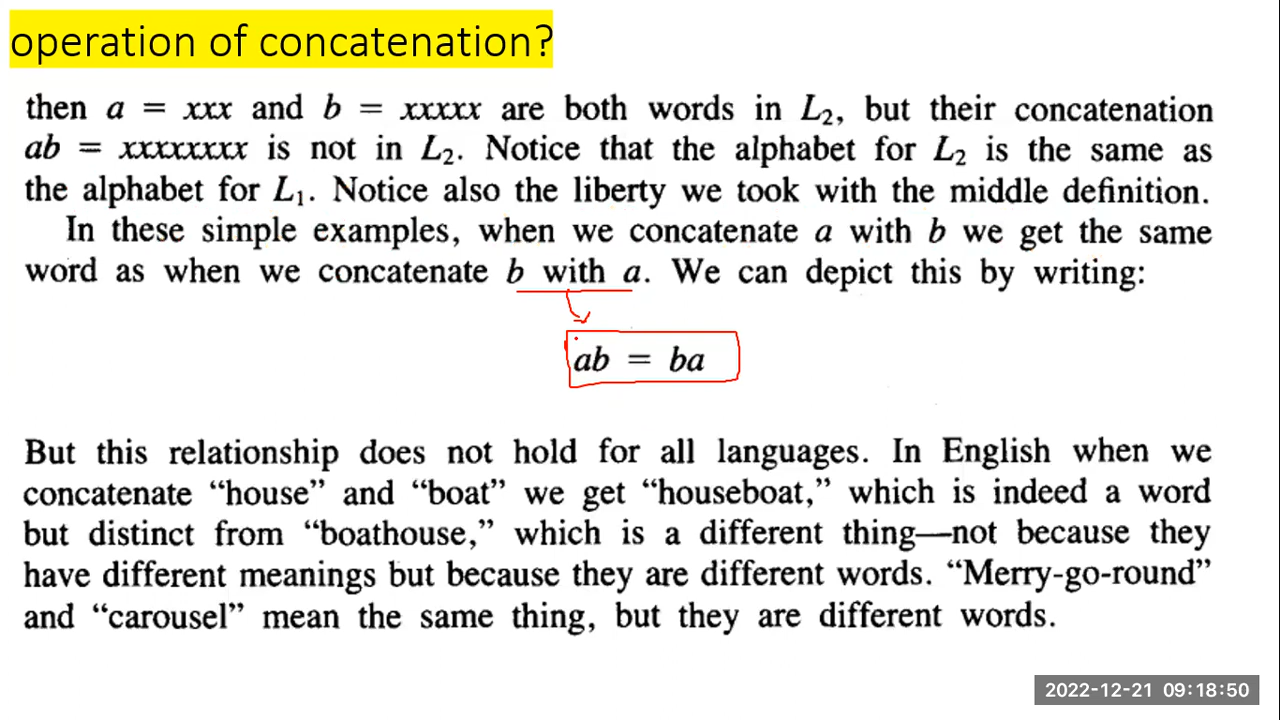 operation of concatenation?
then a = xxx and b = xxxxx are both words in L₂, but their concatenation
ab = xxxxxxxx is not in L₂. Notice that the alphabet for L₂ is the same as
the alphabet for L₁. Notice also the liberty we took with the middle definition.
In these simple examples, when we concatenate a with b we get the same
word as when we concatenate b with a. We can depict this by writing:
ab = ba
But this relationship does not hold for all languages. In English when we
concatenate “house” and “boat” we get “houseboat,” which is indeed a word
but distinct from “boathouse,” which is a different thing—not because they
have different meanings but because they are different words. “Merry-go-round”
and “carousel” mean the same thing, but they are different words.
2022-12-21 09:18:50